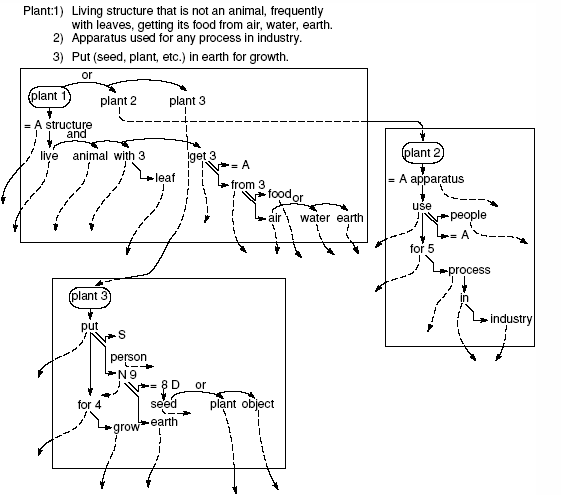 Plant:1) Living structure that is not an animal, frequently
with leaves, getting its food from air, water, earth.
2) Apparatus used for any process in industry.
3) Put (seed, plant, etc.) in earth for growth.
or
plant 1 plant 2 plant 3
= A structure
and
live animal with 3 get 3
= A
leaf from 3
food or
air water earth
plant 2
= A apparatus
use people
= A
for 5
process
in
industry
plant 3
put
S
person
N 9
= 8 D or
for 4 seed plant object
grow earth